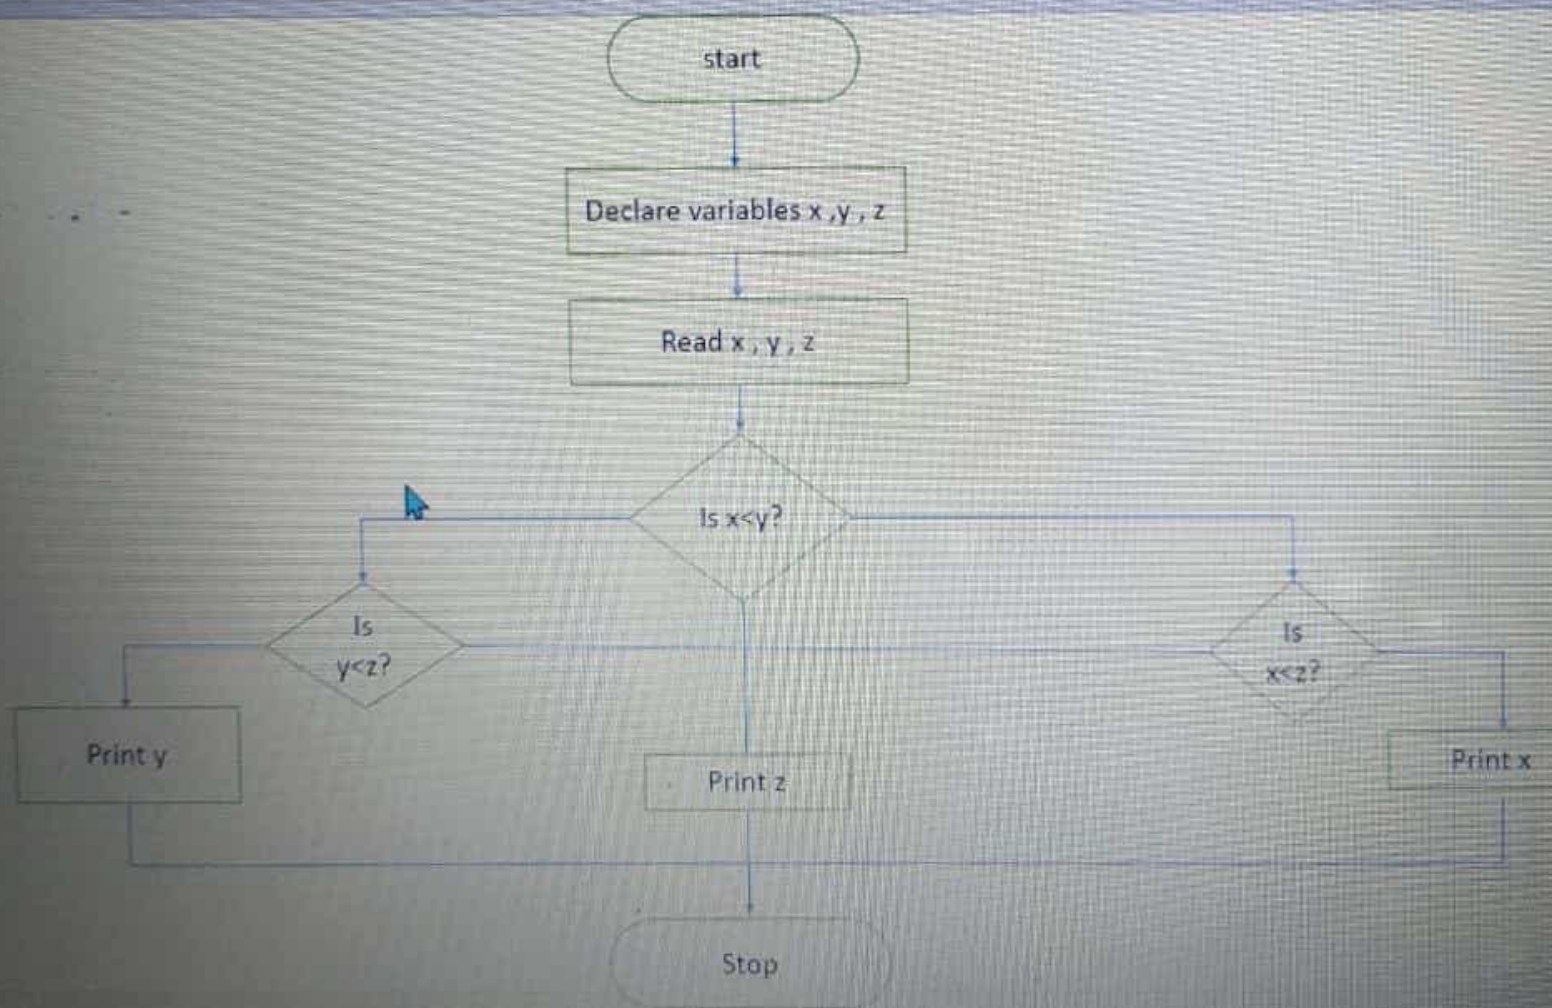 start
Declare variables x ,y , z
Read x , y , z
Is x<y?
Is
y<z?
Is
x<z?
Print y
Print z
Print x
Stop